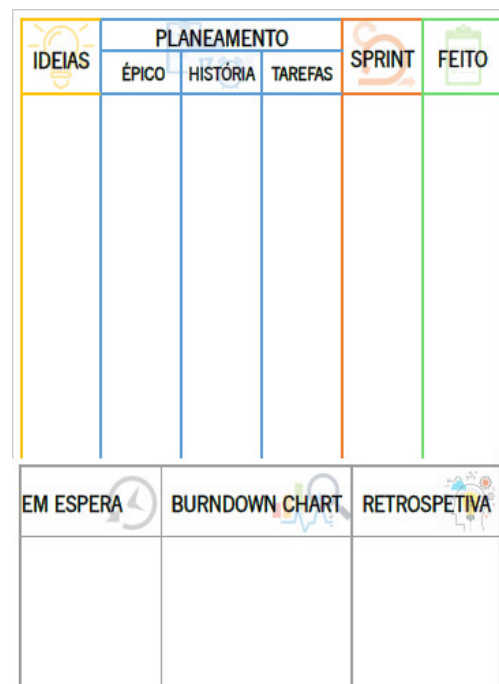 IDEIAS
PLANEAMENTO
ÉPICO
HISTÓRIA
TAREFAS
SPRINT
FEITO
EM ESPERA
BURNDOWN CHART
RETROSPETIVA